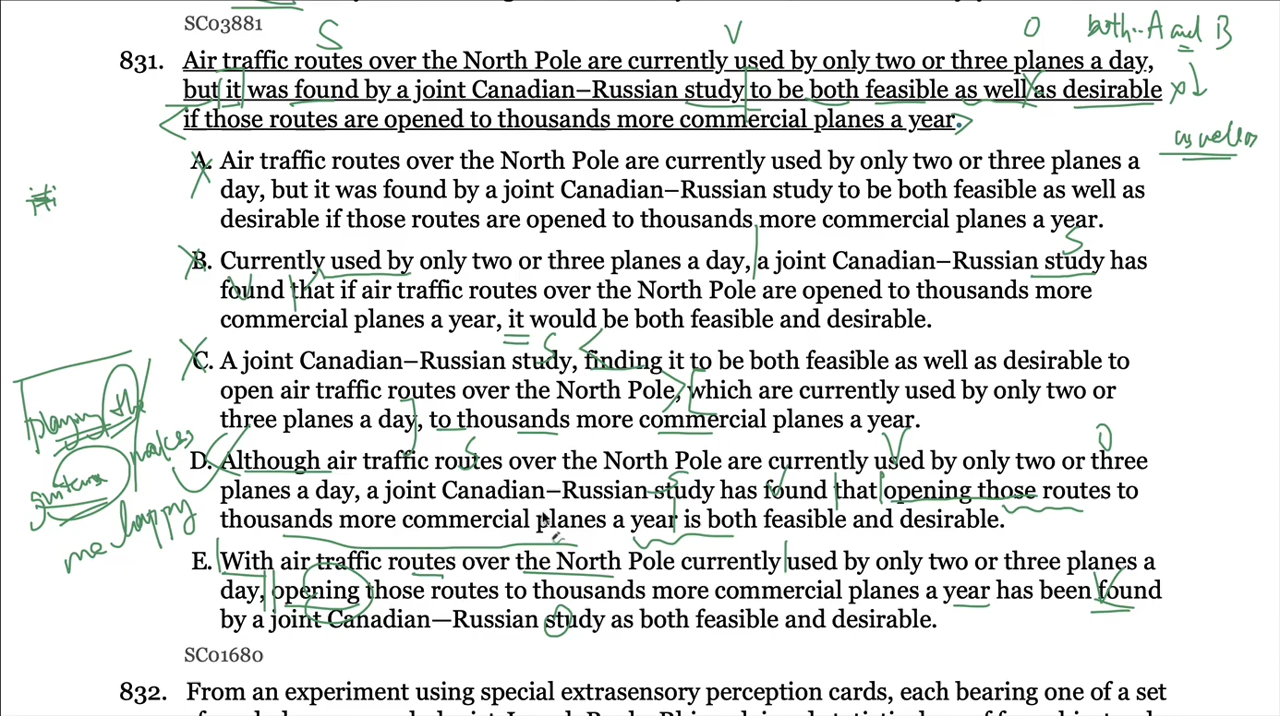 SC03881
S V O both.. A and B
831. Air traffic routes over the North Pole are currently used by only two or three planes a day,
but it was found by a joint Canadian–Russian study to be both feasible as well as desirable
if those routes are opened to thousands more commercial planes a year.
as well as
A. Air traffic routes over the North Pole are currently used by only two or three planes a
day, but it was found by a joint Canadian–Russian study to be both feasible as well as
desirable if those routes are opened to thousands more commercial planes a year.
S
B. Currently used by only two or three planes a day, a joint Canadian–Russian study has
V
found that if air traffic routes over the North Pole are opened to thousands more
commercial planes a year, it would be both feasible and desirable.
S
C. A joint Canadian–Russian study, finding it to be both feasible as well as desirable to
open air traffic routes over the North Pole, which are currently used by only two or
three planes a day, to thousands more commercial planes a year.
playing the
guitar makes
me happy
S V O
D. Although air traffic routes over the North Pole are currently used by only two or three
S
planes a day, a joint Canadian–Russian study has found that opening those routes to
thousands more commercial planes a year is both feasible and desirable.
E. With air traffic routes over the North Pole currently used by only two or three planes a
day, opening those routes to thousands more commercial planes a year has been found
by a joint Canadian—Russian study as both feasible and desirable.
SC01680
832. From an experiment using special extrasensory perception cards, each bearing one of a set